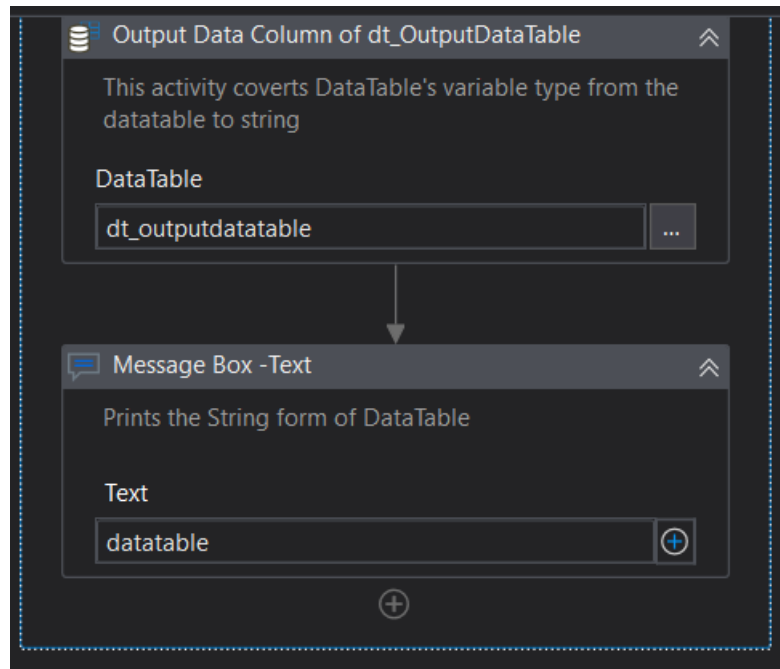 Output Data Column of dt_OutputDataTable
This activity coverts DataTable's variable type from the
datatable to string
DataTable
dt_outputdatatable
...
Message Box -Text
Prints the String form of DataTable
Text
datatable